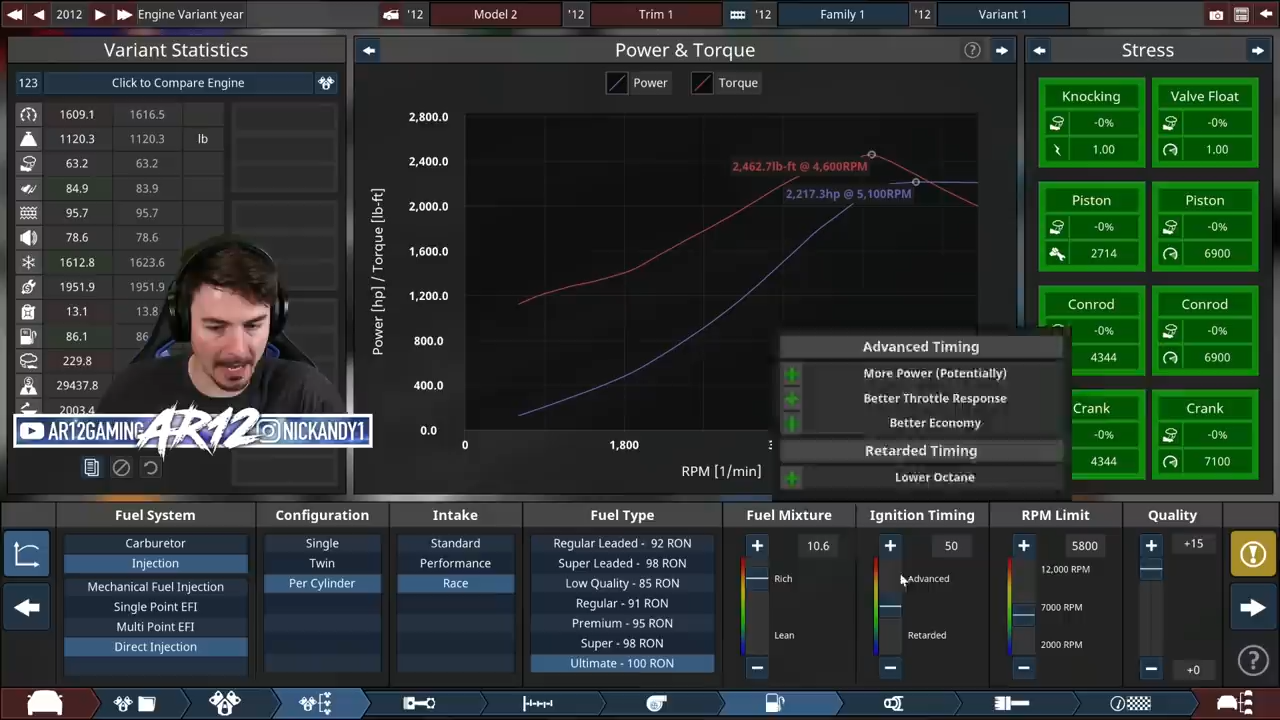 2012 Engine Variant year '12 Model 2 '12 Trim 1 '12 Family 1 '12 Variant 1
Variant Statistics
123 Click to Compare Engine
1609.1 1616.5
1120.3 1120.3 lb
63.2 63.2
84.9 83.9
95.7 95.7
78.6 78.6
1612.8 1623.6
1951.9 1951.9
13.1 13.8
86.1 86
229.8
29437.8
2003.4
AR12GAMING AR12 NICKANDY1
Power & Torque
Power Torque
2,800.0
2,400.0
2,000.0
1,600.0
1,200.0
800.0
400.0
0.0
Power [hp] / Torque [lb-ft]
2,462.7lb-ft @ 4,600RPM
2,217.3hp @ 5,100RPM
0 1,800 3
RPM [1/min]
Advanced Timing
More Power (Potentially)
Better Throttle Response
Better Economy
Retarded Timing
Lower Octane
Stress
Knocking Valve Float
-0% -0%
1.00 1.00
Piston Piston
-0% -0%
2714 6900
Conrod Conrod
-0% -0%
4344 6900
Crank Crank
-0% -0%
4344 7100
Fuel System
Carburetor
Injection
Mechanical Fuel Injection
Single Point EFI
Multi Point EFI
Direct Injection
Configuration
Single
Twin
Per Cylinder
Intake
Standard
Performance
Race
Fuel Type
Regular Leaded - 92 RON
Super Leaded - 98 RON
Low Quality - 85 RON
Regular - 91 RON
Premium - 95 RON
Super - 98 RON
Ultimate - 100 RON
Fuel Mixture
+ 10.6
Rich
Lean
−
Ignition Timing
+ 50
Advanced
Retarded
−
RPM Limit
+ 5800
12,000 RPM
7000 RPM
2000 RPM
−
Quality
+ +15
− +0
?